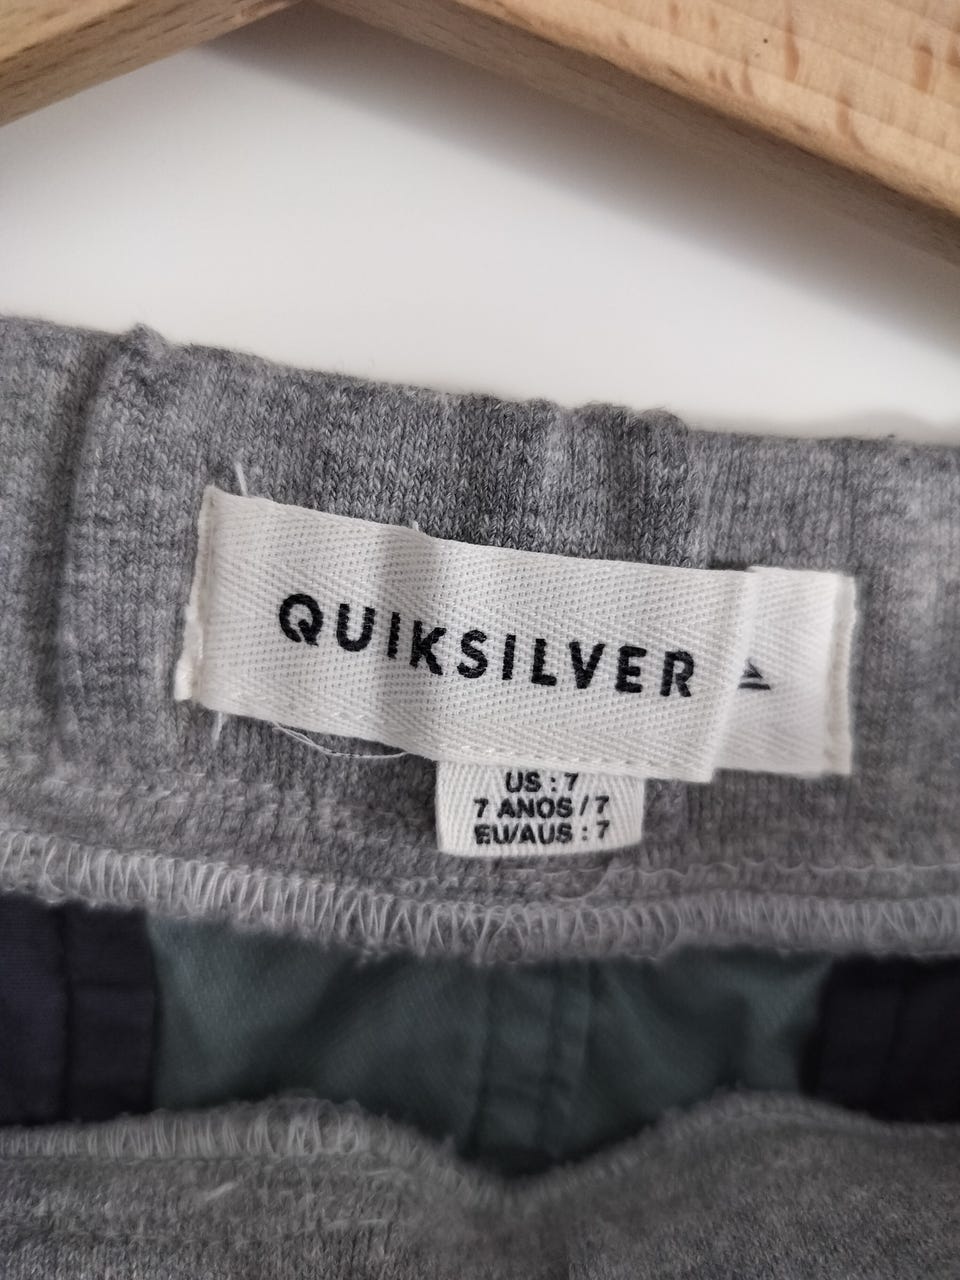 QUIKSILVER
US : 7
7 ANOS / 7
EU/AUS : 7